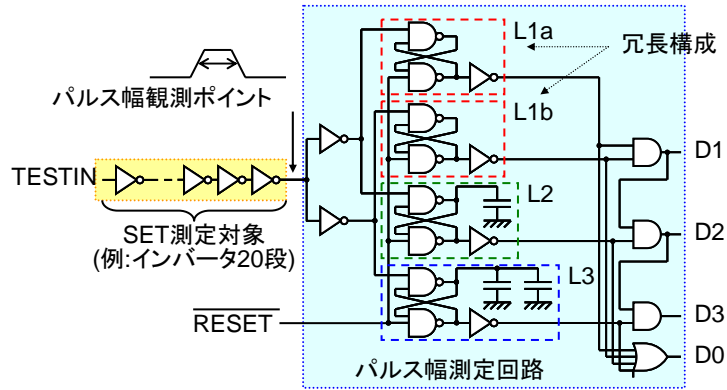 L1a
冗長構成
パルス幅観測ポイント
L1b
D1
TESTIN
L2
D2
SET測定対象
(例:インバータ20段)
L3
RESET
D3
D0
パルス幅測定回路